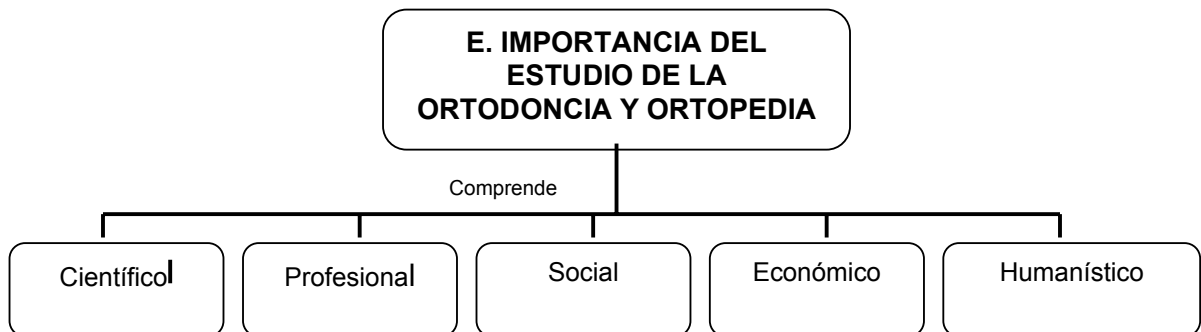 E. IMPORTANCIA DEL
ESTUDIO DE LA
ORTODONCIA Y ORTOPEDIA
Comprende
Científico
Profesional
Social
Económico
Humanístico